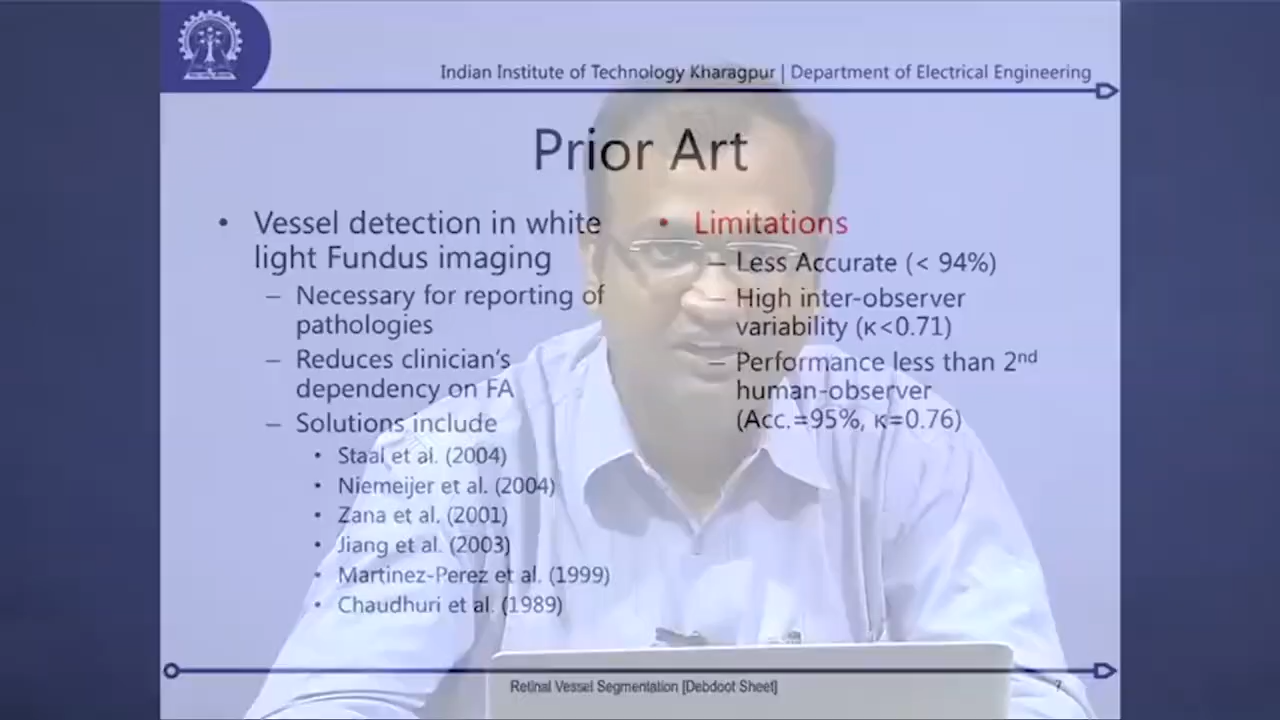 Indian Institute of Technology Kharagpur | Department of Electrical Engineering
Prior Art
• Vessel detection in white
light Fundus imaging
– Necessary for reporting of
pathologies
– Reduces clinician's
dependency on FA
– Solutions include
• Staal et al. (2004)
• Niemeijer et al. (2004)
• Zana et al. (2001)
• Jiang et al. (2003)
• Martinez-Perez et al. (1999)
• Chaudhuri et al. (1989)
• Limitations
– Less Accurate (< 94%)
– High inter-observer
variability (κ<0.71)
– Performance less than 2nd
human-observer
(Acc.=95%, κ=0.76)
Retinal Vessel Segmentation [Debdoot Sheet]
7